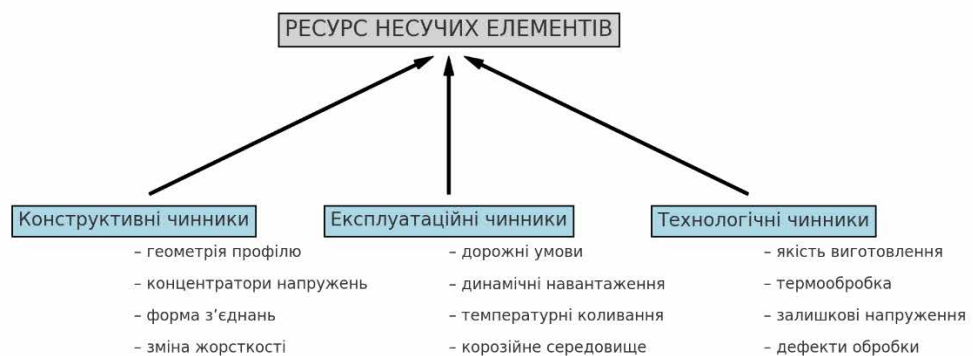 РЕСУРС НЕСУЧИХ ЕЛЕМЕНТІВ
Конструктивні чинники
– геометрія профілю
– концентратори напружень
– форма з’єднань
– зміна жорсткості
Експлуатаційні чинники
– дорожні умови
– динамічні навантаження
– температурні коливання
– корозійне середовище
Технологічні чинники
– якість виготовлення
– термообробка
– залишкові напруження
– дефекти обробки